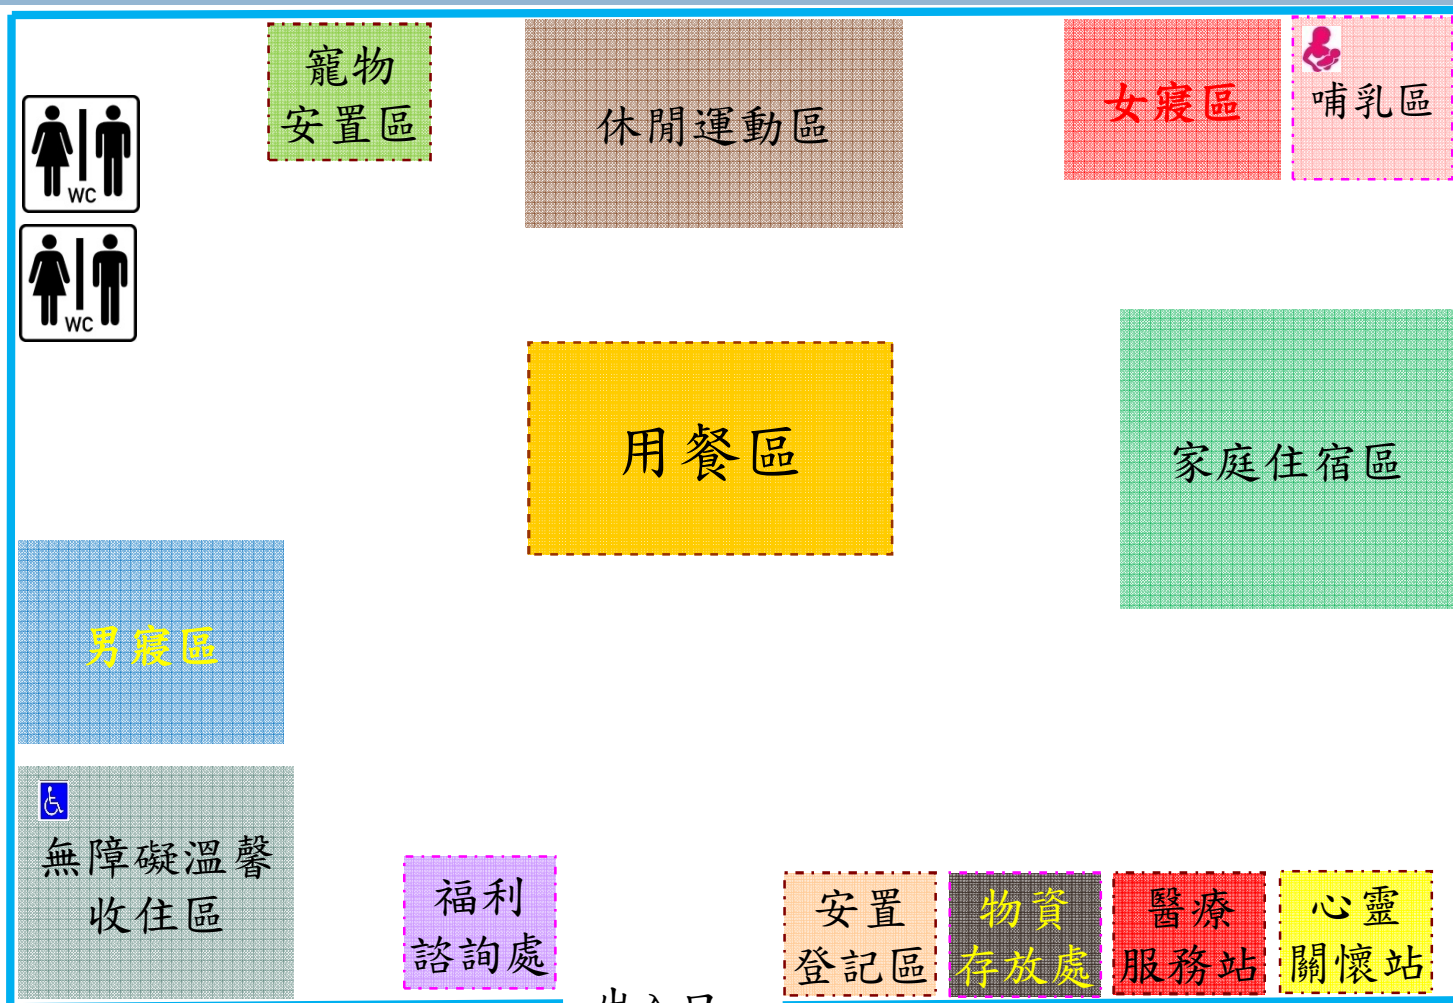 寵物
安置區
休閒運動區
女寢區
哺乳區
WC
WC
用餐區
家庭住宿區
男寢區
無障礙溫馨
收住區
福利
諮詢處
安置
登記區
物資
存放處
醫療
服務站
心靈
關懷站
出入口